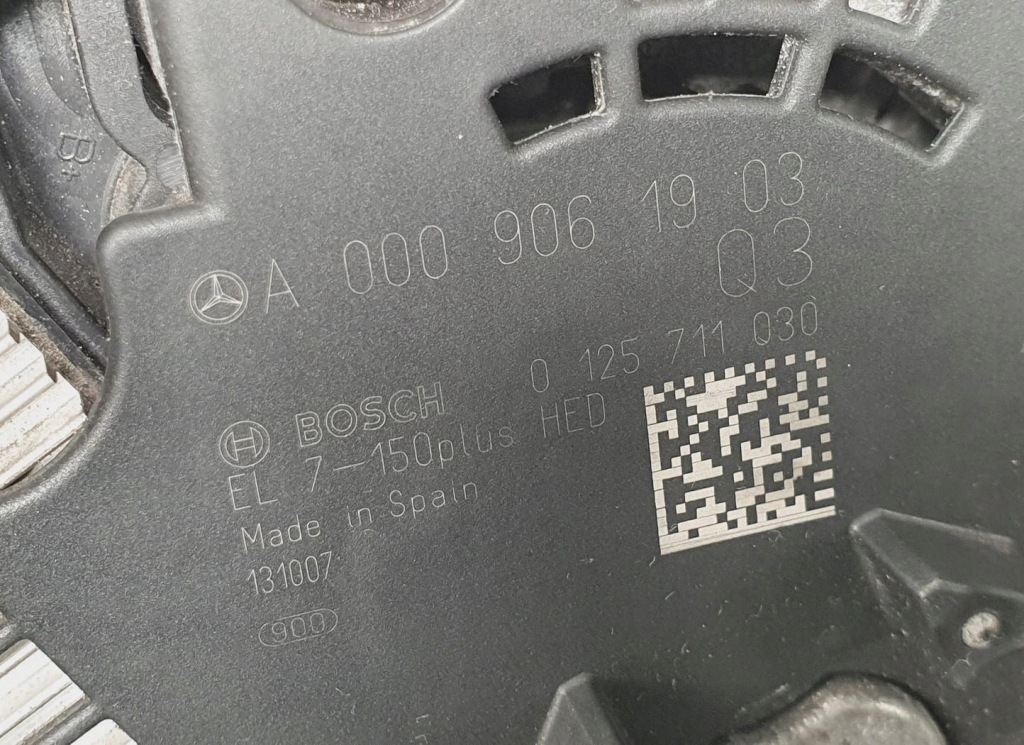 B+
A 000 906 19 03
Q3
0 125 711 030
BOSCH
EL 7-150plus HED
Made in Spain
131007
900